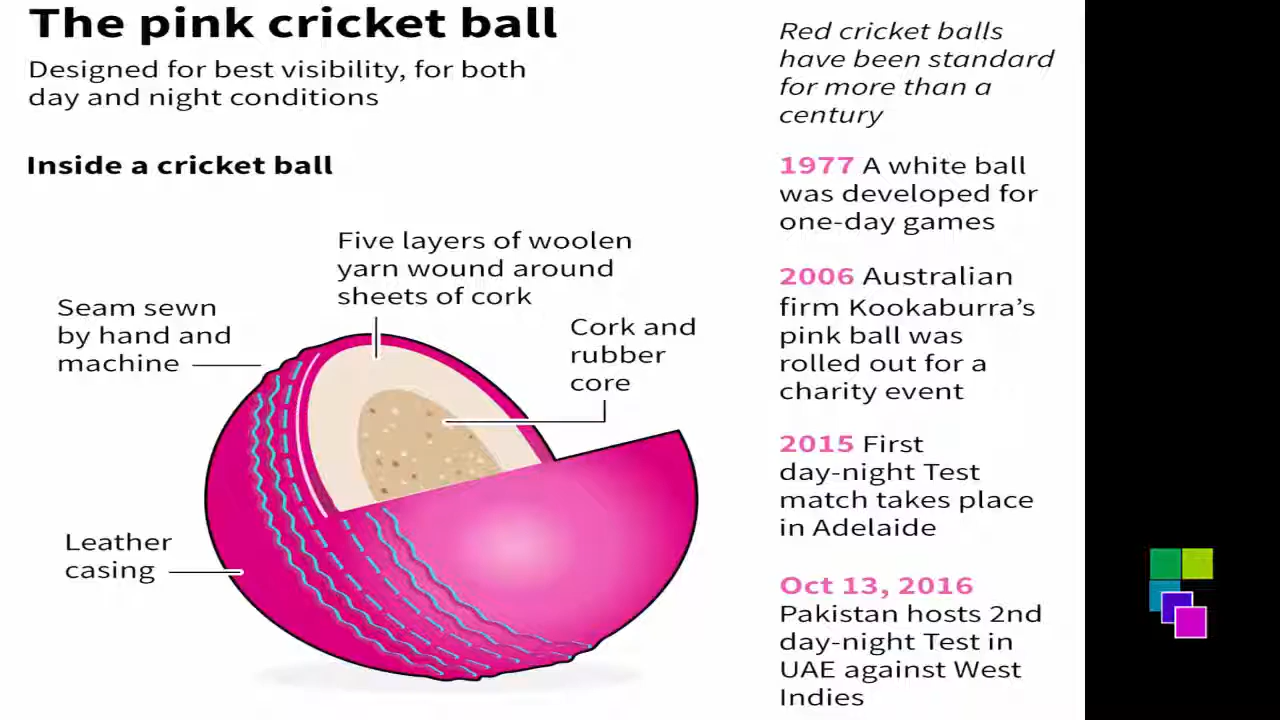 The pink cricket ball
Designed for best visibility, for both
day and night conditions
Inside a cricket ball
Five layers of woolen
yarn wound around
sheets of cork
Seam sewn
by hand and
machine
Cork and
rubber
core
Leather
casing
Red cricket balls
have been standard
for more than a
century
1977 A white ball
was developed for
one-day games
2006 Australian
firm Kookaburra’s
pink ball was
rolled out for a
charity event
2015 First
day-night Test
match takes place
in Adelaide
Oct 13, 2016
Pakistan hosts 2nd
day-night Test in
UAE against West
Indies